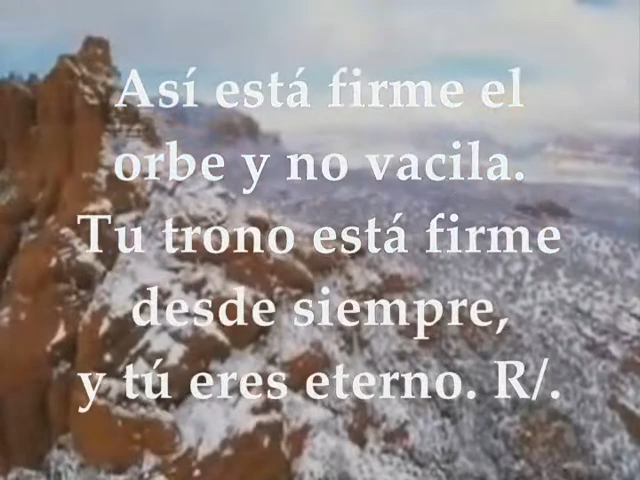 Así está firme el
orbe y no vacila.
Tu trono está firme
desde siempre,
y tú eres eterno. R/.